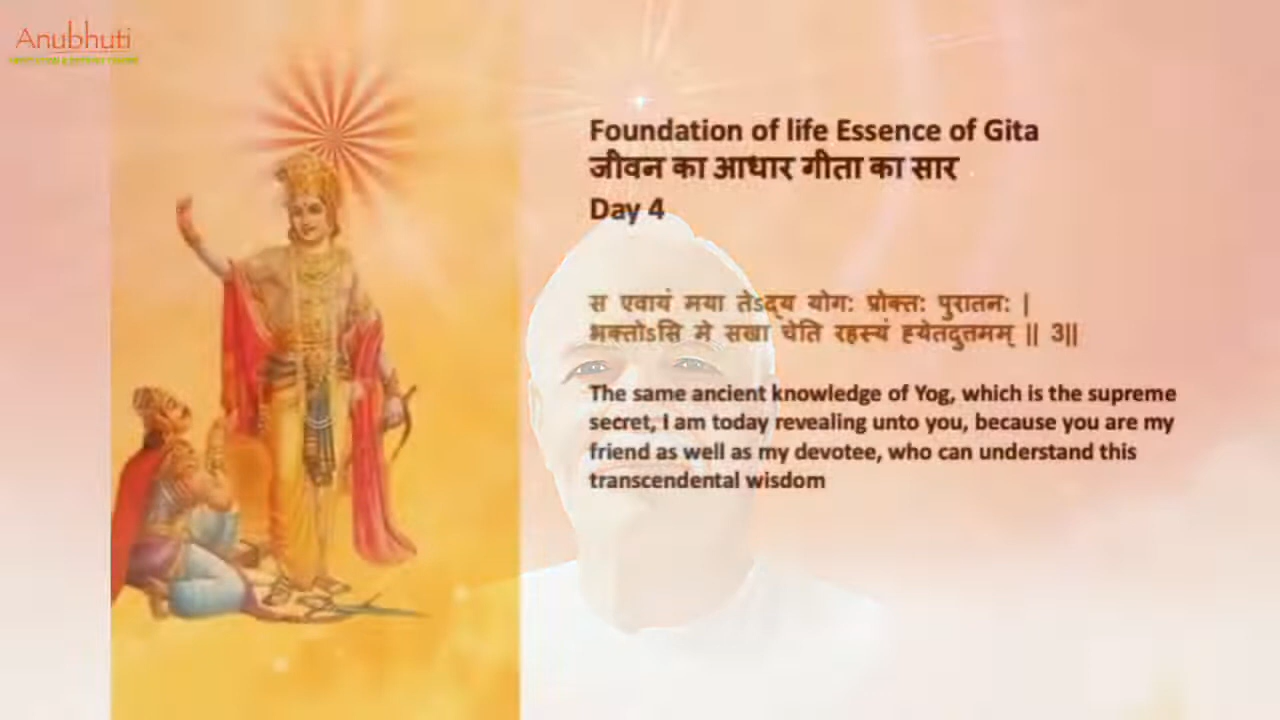 Anubhuti
Foundation of life Essence of Gita
जीवन का आधार गीता का सार
Day 4
स एवायं मया तेऽद्य योग: प्रोक्त: पुरातन: |
भक्तोऽसि मे सखा चेति रहस्यं ह्येतदुत्तमम् || 3||
The same ancient knowledge of Yog, which is the supreme
secret, I am today revealing unto you, because you are my
friend as well as my devotee, who can understand this
transcendental wisdom